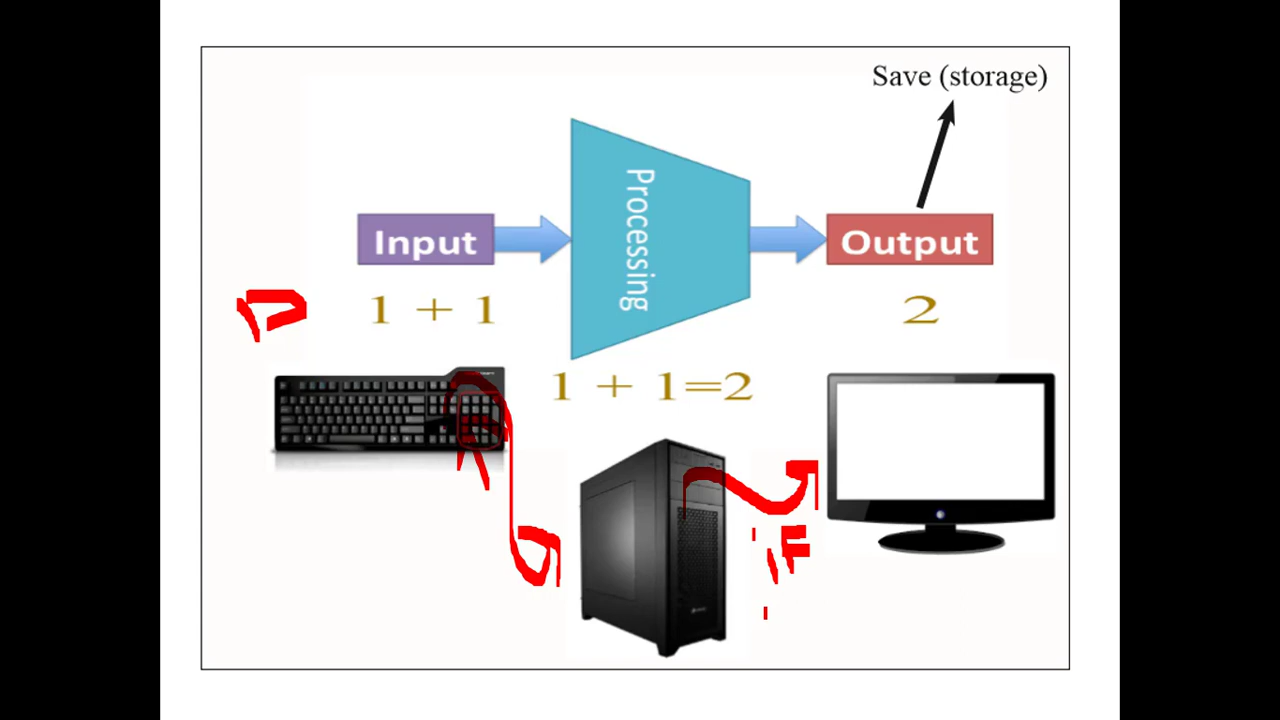 Save (storage)
Input
Processing
Output
1 + 1
2
1 + 1=2